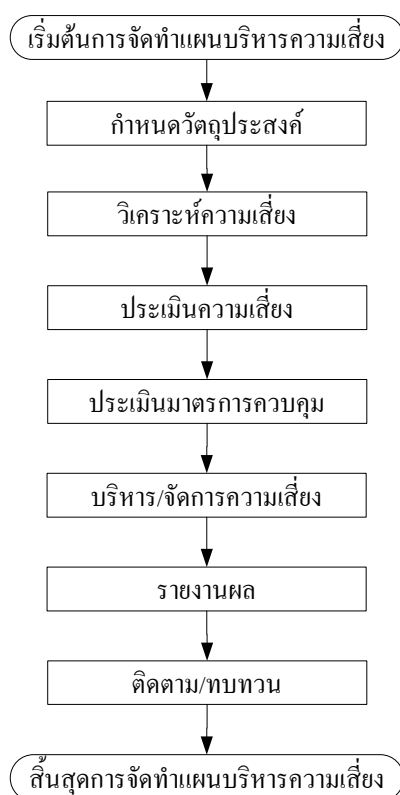 เริ่มต้นการจัดทำแผนบริหารความเสี่ยง
กำหนดวัตถุประสงค์
วิเคราะห์ความเสี่ยง
ประเมินความเสี่ยง
ประเมินมาตรการควบคุม
บริหาร/จัดการความเสี่ยง
รายงานผล
ติดตาม/ทบทวน
สิ้นสุดการจัดทำแผนบริหารความเสี่ยง